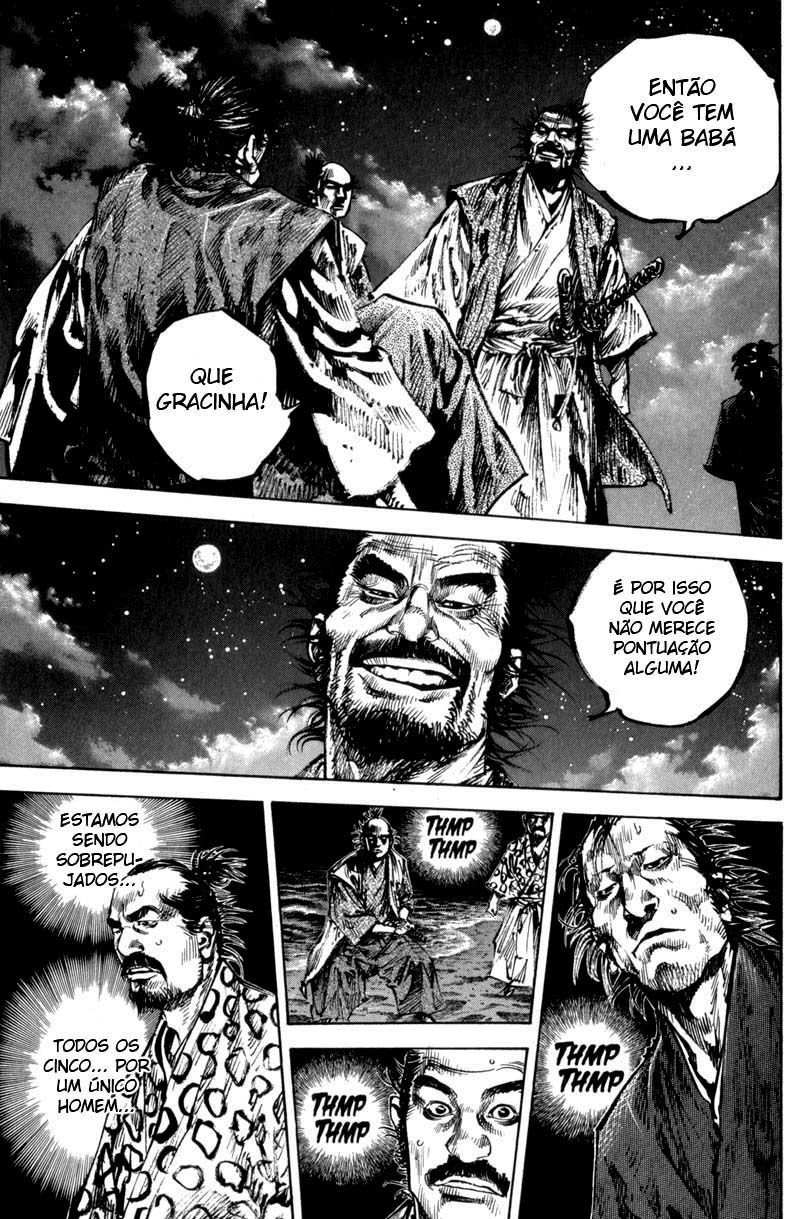 ENTÃO
VOCÊ TEM
UMA BABÁ
...
QUE
GRACINHA!
É POR ISSO
QUE VOCÊ
NÃO MERECE
PONTUAÇÃO
ALGUMA!
THMP
THMP
THMP
THMP
THMP
THMP
ESTAMOS
SENDO
SOBREPU-
JADOS...
TODOS OS
CINCO... POR
UM ÚNICO
HOMEM...